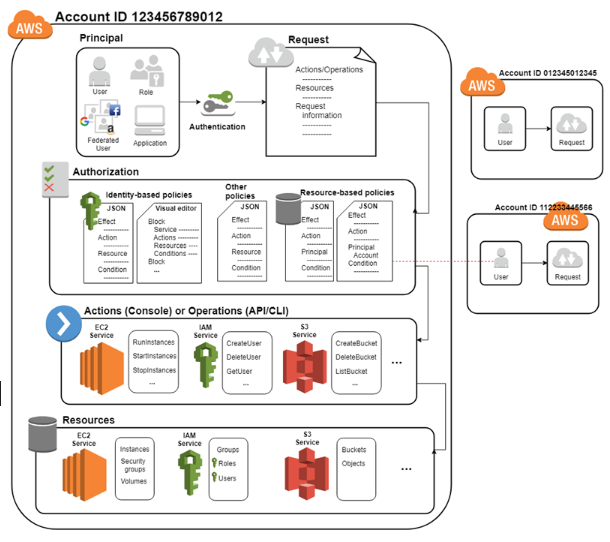 AWS
Account ID 123456789012
Principal
User
Role
Federated
User
Application
Authentication
Request
Actions/Operations
------------
Resources
------------
Request
information
------------
------------
AWS
Account ID 012345012345
User
Request
Account ID 112233445566
AWS
User
Request
Authorization
Identity-based policies
JSON
Effect
------------
Action
------------
Resource
------------
Condition
------------
Visual editor
Block
Service --------
Actions --------
Resources ----
Conditions ----
Block
...
Other
policies
JSON
Effect
------------
Action
------------
Resource
------------
Condition
------------
Resource-based policies
JSON
Effect
------------
Action
------------
Principal
------------
Condition
------------
JSON
Effect
------------
Action
------------
Principal
Account
Condition
------------
Actions (Console) or Operations (API/CLI)
EC2
Service
RunInstances
StartInstances
StopInstances
...
IAM
Service
CreateUser
DeleteUser
GetUser
...
S3
Service
CreateBucket
DeleteBucket
ListBucket
...
...
Resources
EC2
Service
Instances
Security
groups
Volumes
IAM
Service
Groups
Roles
Users
S3
Service
Buckets
Objects
...